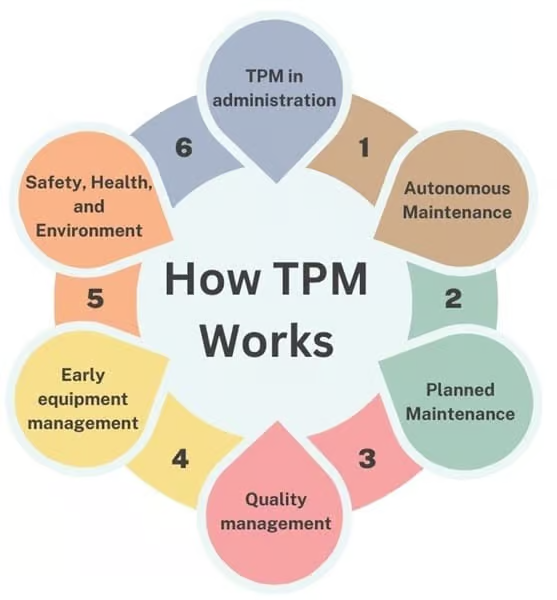 How TPM
Works
1
Autonomous
Maintenance
2
Planned
Maintenance
3
Quality
management
4
Early
equipment
management
5
Safety, Health,
and
Environment
6
TPM in
administration